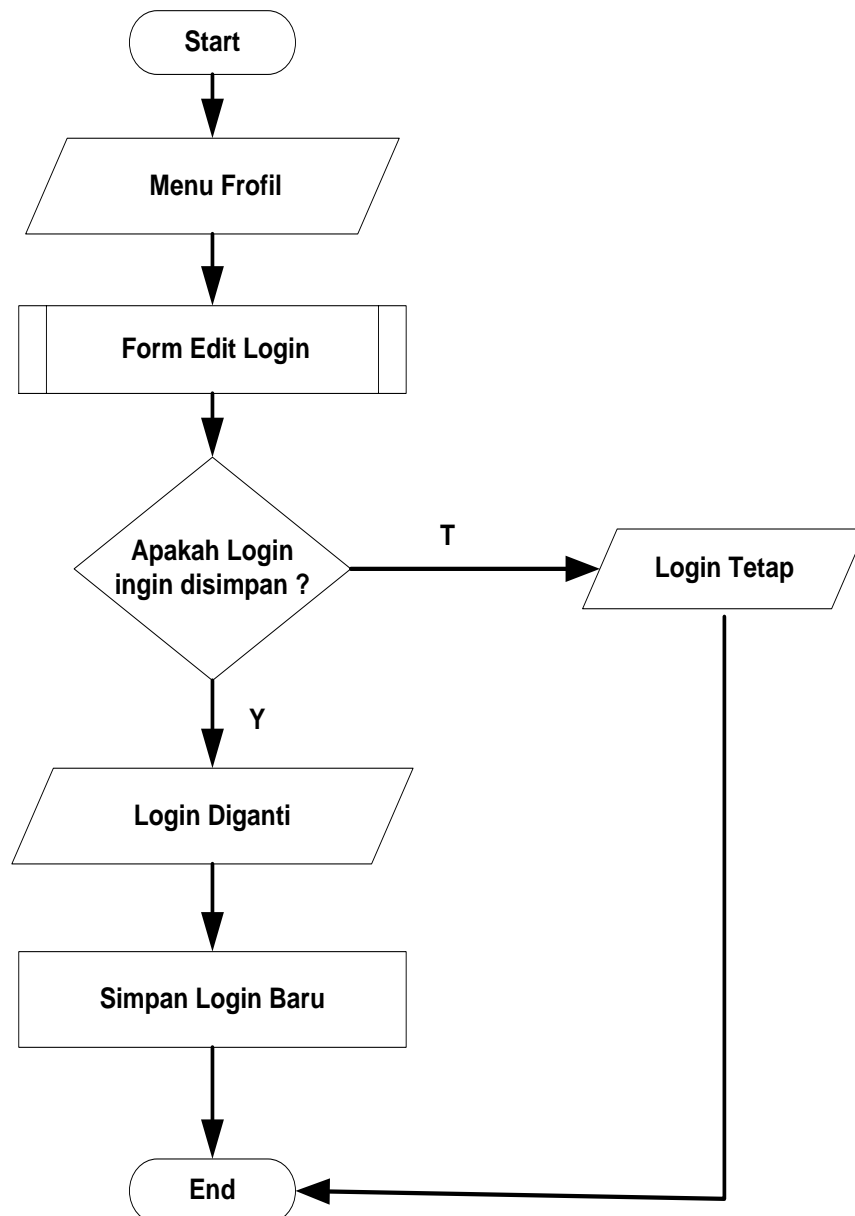 Start
Menu Frofil
Form Edit Login
Apakah Login
ingin disimpan ?
T
Login Tetap
Y
Login Diganti
Simpan Login Baru
End